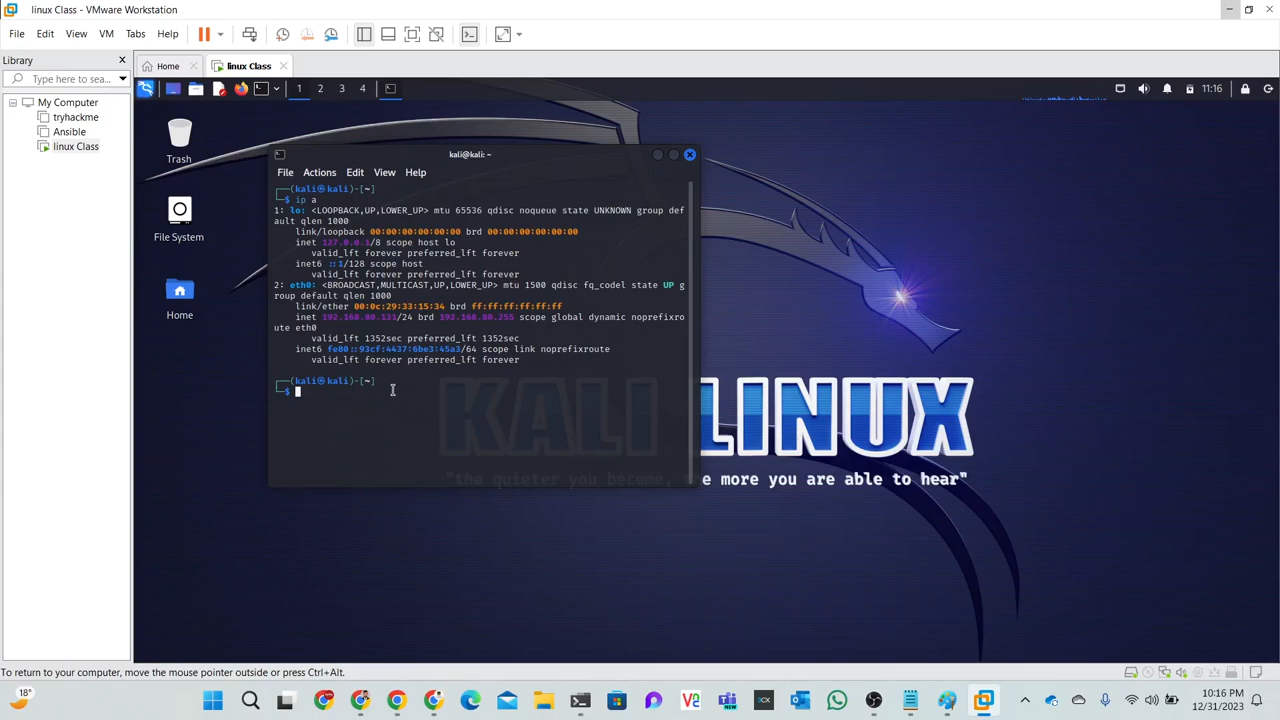 linux Class - VMware Workstation
File Edit View VM Tabs Help
Library
Type here to sea...
My Computer
tryhackme
Ansible
linux Class
Home
linux Class
1 2 3 4
11:16
Trash
File System
Home
kali@kali: ~
File Actions Edit View Help
┌──(kali㉿kali)-[~]
└─$ ip a
1: lo: <LOOPBACK,UP,LOWER_UP> mtu 65536 qdisc noqueue state UNKNOWN group def
ault qlen 1000
link/loopback 00:00:00:00:00:00 brd 00:00:00:00:00:00
inet 127.0.0.1/8 scope host lo
valid_lft forever preferred_lft forever
inet6 ::1/128 scope host
valid_lft forever preferred_lft forever
2: eth0: <BROADCAST,MULTICAST,UP,LOWER_UP> mtu 1500 qdisc fq_codel state UP g
roup default qlen 1000
link/ether 00:0c:29:33:15:34 brd ff:ff:ff:ff:ff:ff
inet 192.168.80.131/24 brd 192.168.80.255 scope global dynamic noprefixro
ute eth0
valid_lft 1352sec preferred_lft 1352sec
inet6 fe80::93cf:4437:6be3:45a3/64 scope link noprefixroute
valid_lft forever preferred_lft forever
┌──(kali㉿kali)-[~]
└─$
KALI LINUX
"the quieter you become, the more you are able to hear"
To return to your computer, move the mouse pointer outside or press Ctrl+Alt.
18°
10:16 PM
12/31/2023